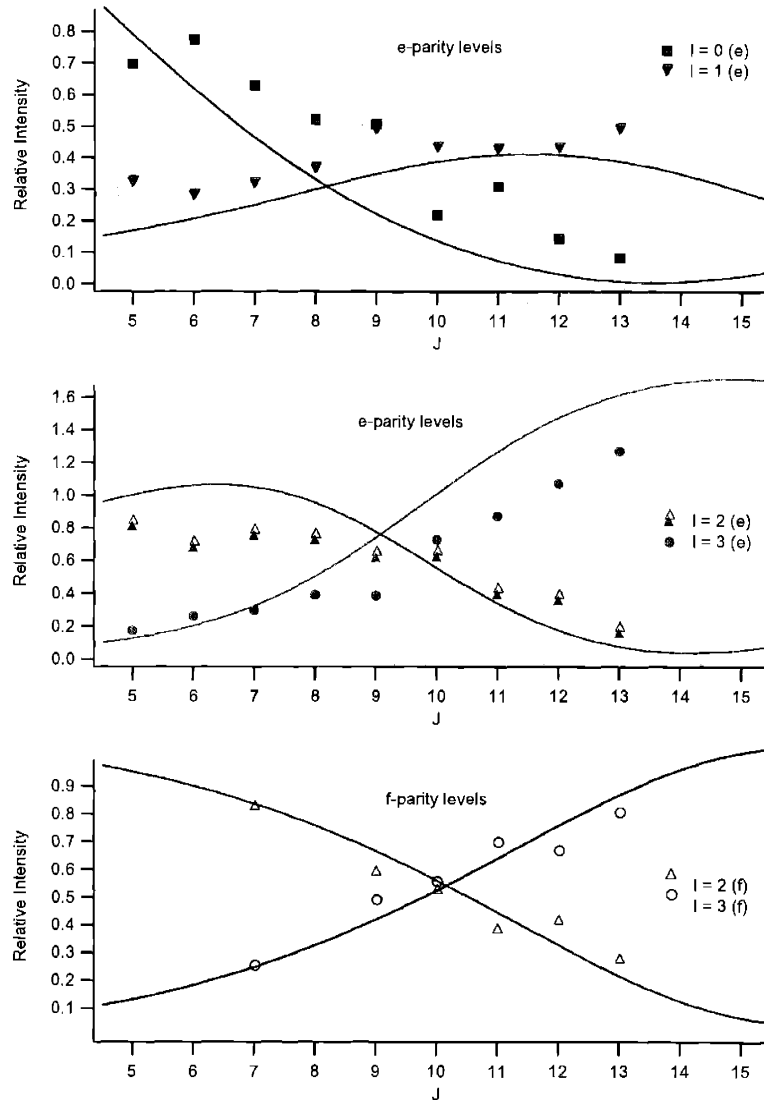 0.8
0.7
0.6
0.5
0.4
0.3
0.2
0.1
0.0
Relative Intensity
e-parity levels
l = 0 (e)
l = 1 (e)
5 6 7 8 9 10 11 12 13 14 15
J
1.6
1.4
1.2
1.0
0.8
0.6
0.4
0.2
0.0
Relative Intensity
e-parity levels
l = 2 (e)
l = 3 (e)
5 6 7 8 9 10 11 12 13 14 15
J
0.9
0.8
0.7
0.6
0.5
0.4
0.3
0.2
0.1
Relative Intensity
f-parity levels
l = 2 (f)
l = 3 (f)
5 6 7 8 9 10 11 12 13 14 15
J